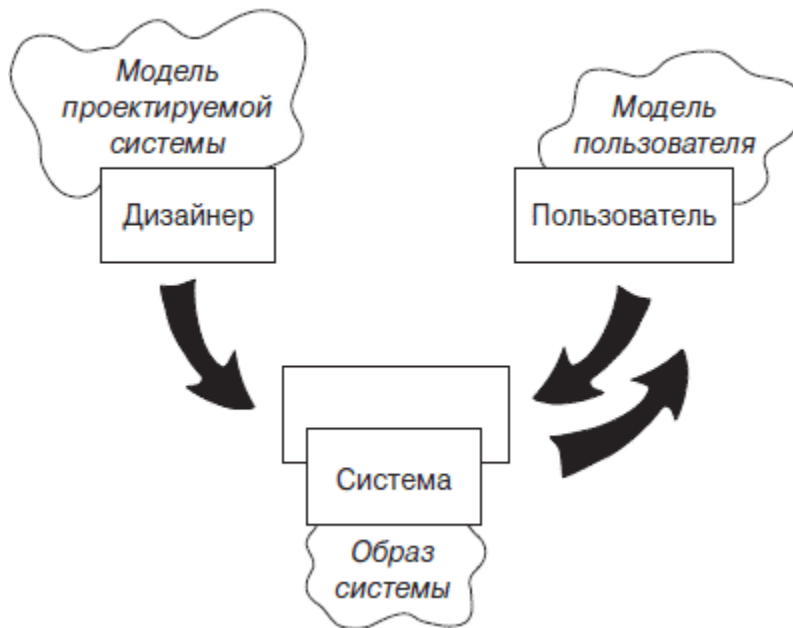 Модель
проектируемой
системы
Дизайнер
Модель
пользователя
Пользователь
Система
Образ
системы